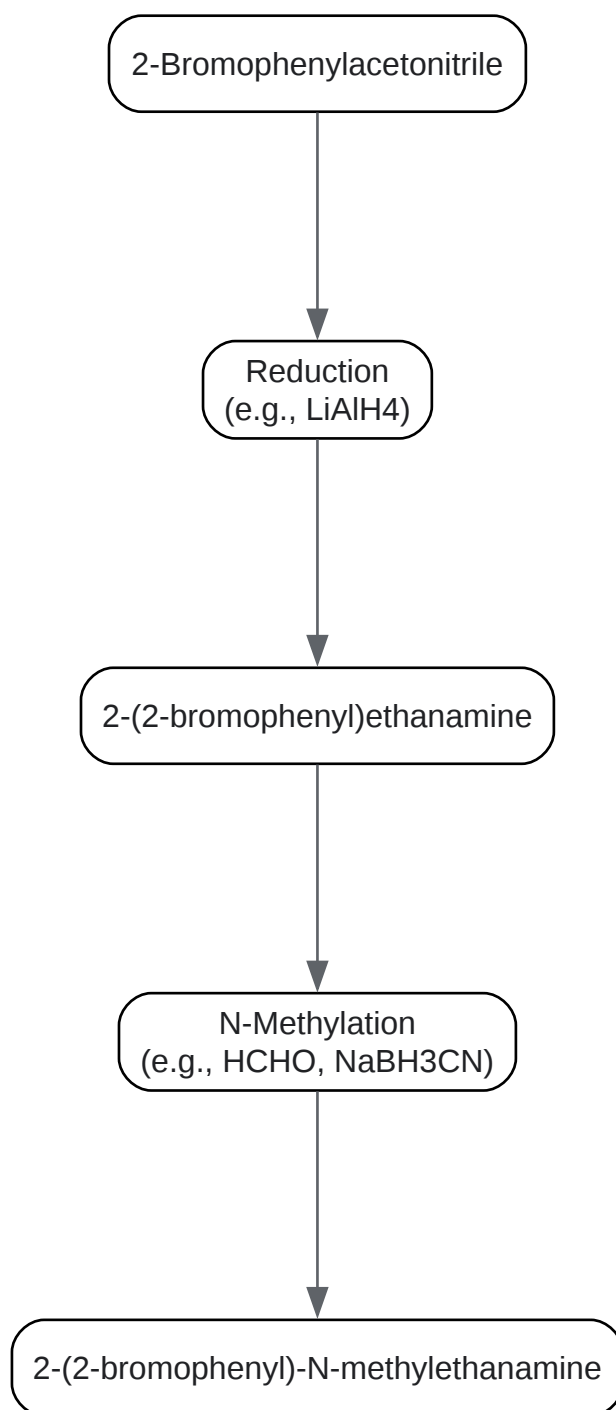 2-Bromophenylacetonitrile
Reduction
(e.g., LiAlH4)
2-(2-bromophenyl)ethanamine
N-Methylation
(e.g., HCHO, NaBH3CN)
2-(2-bromophenyl)-N-methylethanamine